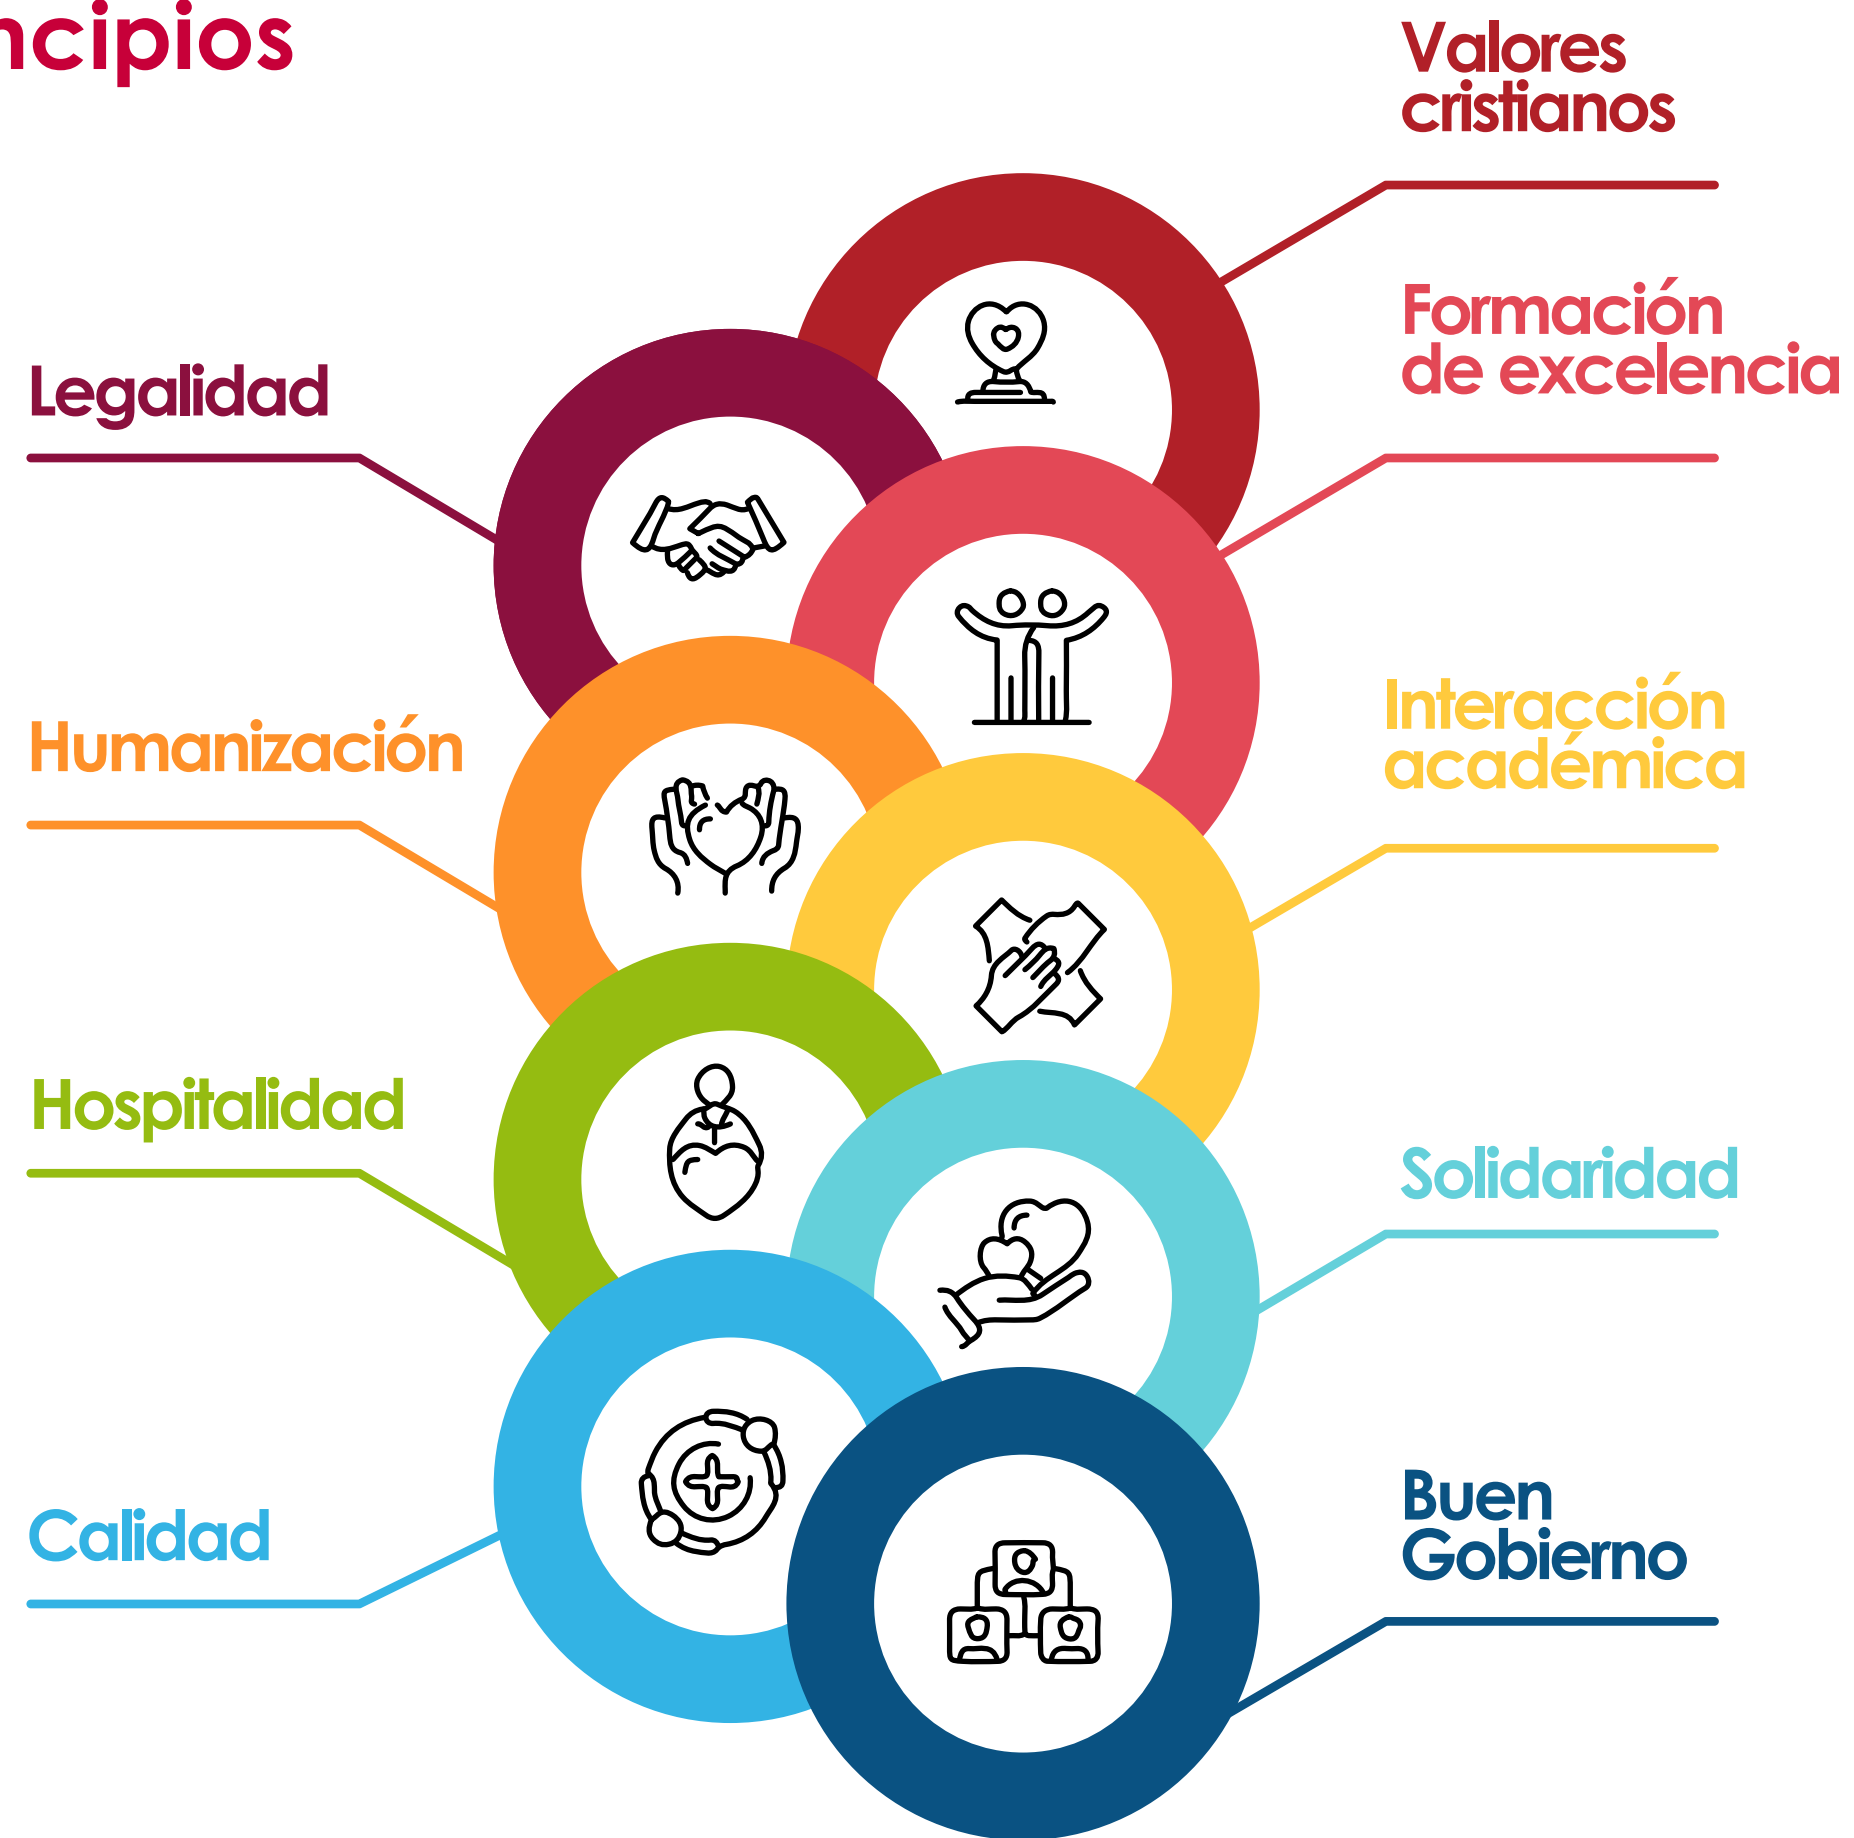 ncipios
Valores
cristianos
Formación
de excelencia
Legalidad
Interacción
académica
Humanización
Hospitalidad
Solidaridad
Buen
Gobierno
Calidad